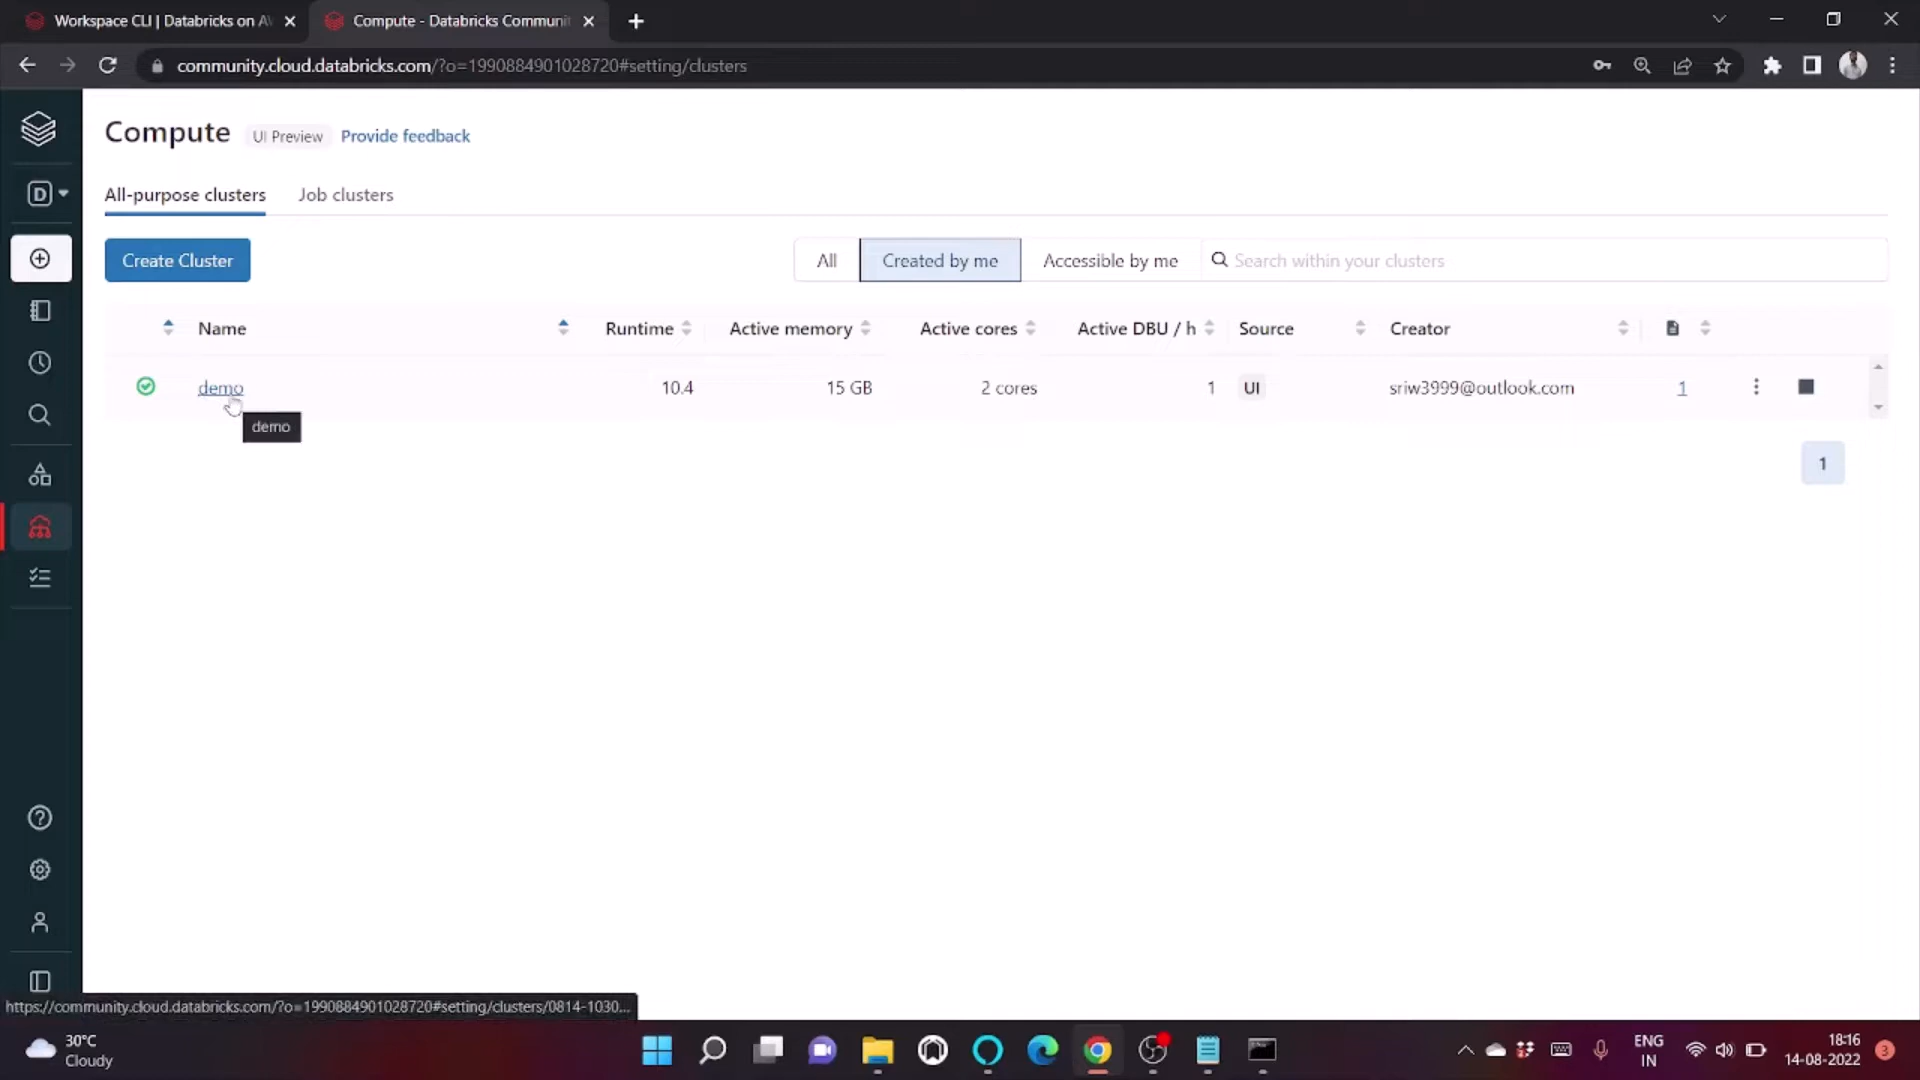 Workspace CLI | Databricks on AW
Compute - Databricks Communit
community.cloud.databricks.com/?o=1990884901028720#setting/clusters
Compute
UI Preview
Provide feedback
D
All-purpose clusters
Job clusters
Create Cluster
All
Created by me
Accessible by me
Search within your clusters
Name
Runtime
Active memory
Active cores
Active DBU / h
Source
Creator
demo
10.4
15 GB
2 cores
1
UI
sriw3999@outlook.com
1
demo
1
https://community.cloud.databricks.com/?o=1990884901028720#setting/clusters/0814-1030...
30°C
Cloudy
ENG
IN
18:16
14-08-2022
3